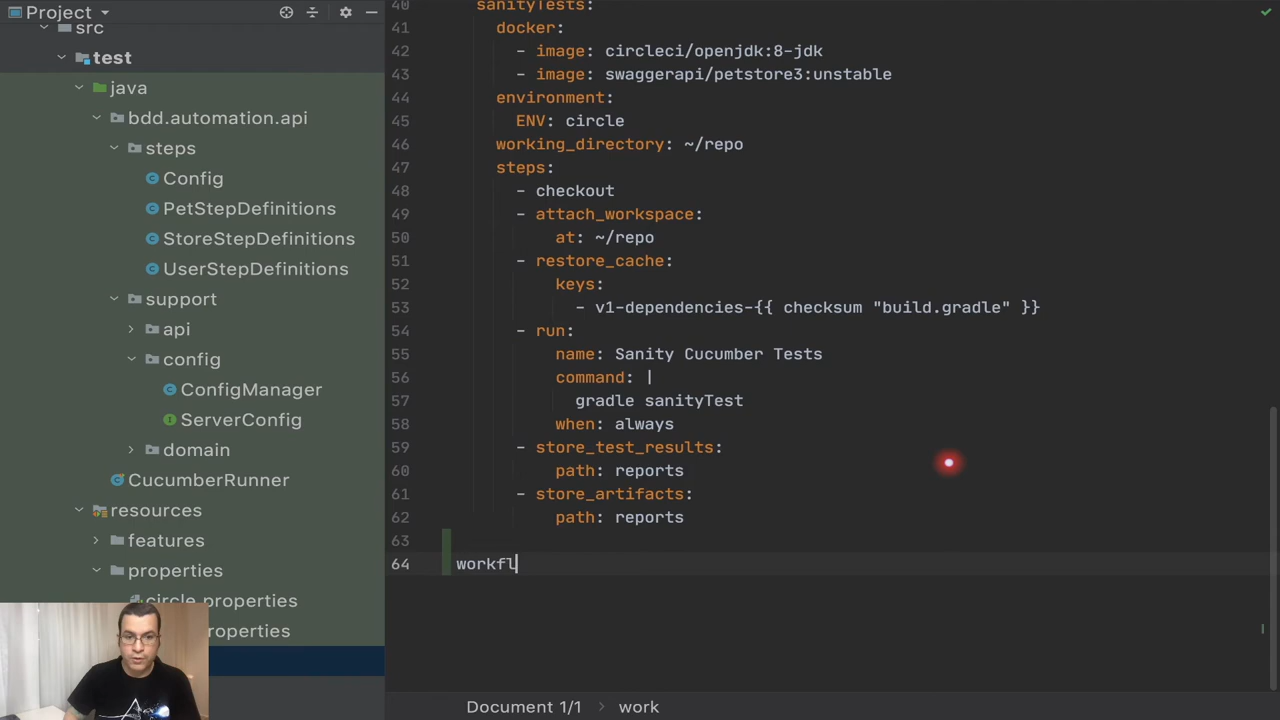 Project
src
test
java
bdd.automation.api
steps
Config
PetStepDefinitions
StoreStepDefinitions
UserStepDefinitions
support
api
config
ConfigManager
ServerConfig
domain
CucumberRunner
resources
features
properties
circle.properties
roperties
40 sanityTests:
41 docker:
42 - image: circleci/openjdk:8-jdk
43 - image: swaggerapi/petstore3:unstable
44 environment:
45 ENV: circle
46 working_directory: ~/repo
47 steps:
48 - checkout
49 - attach_workspace:
50 at: ~/repo
51 - restore_cache:
52 keys:
53 - v1-dependencies-{{ checksum "build.gradle" }}
54 - run:
55 name: Sanity Cucumber Tests
56 command: |
57 gradle sanityTest
58 when: always
59 - store_test_results:
60 path: reports
61 - store_artifacts:
62 path: reports
63
64 workfl
Document 1/1 › work